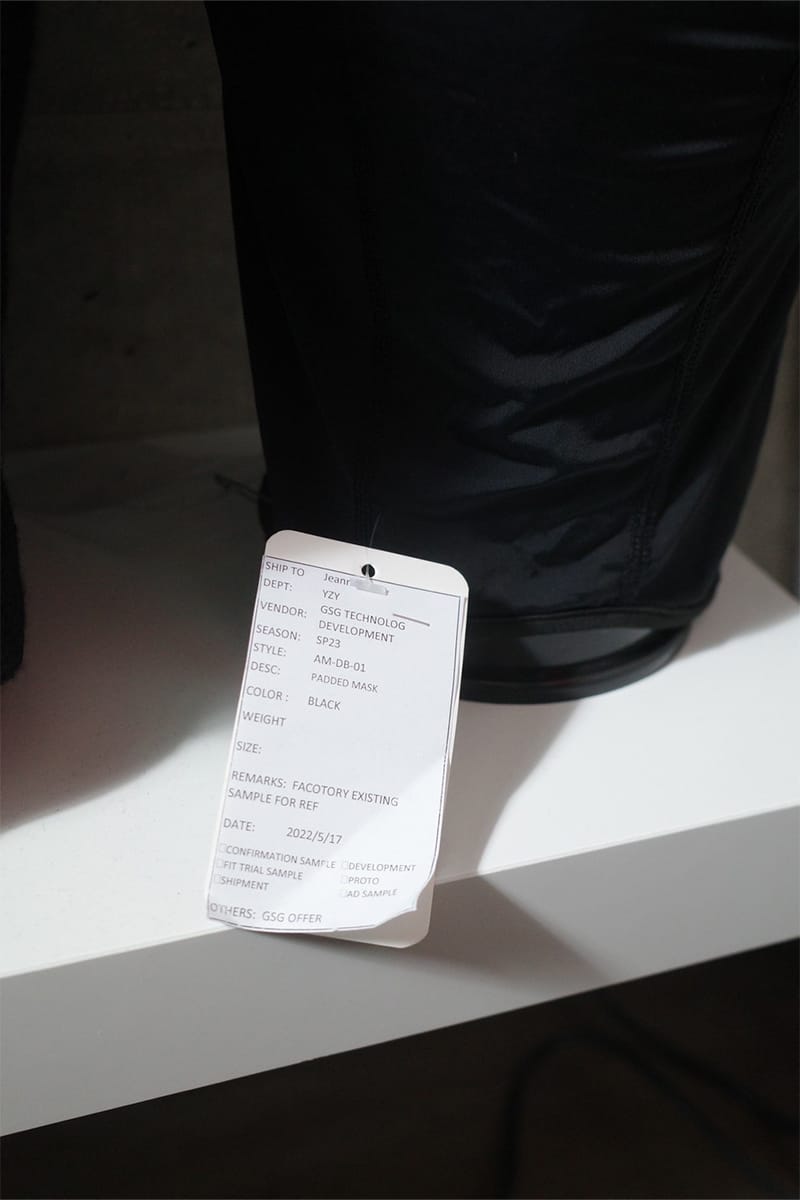 SHIP TO
DEPT: YZY
VENDOR: GSG TECHNOLOG
DEVELOPMENT
SEASON: SP23
STYLE: AM-DB-01
DESC: PADDED MASK
COLOR : BLACK
WEIGHT
SIZE:
REMARKS: FACOTORY EXISTING
SAMPLE FOR REF
DATE: 2022/5/17
□CONFIRMATION SAMPLE □DEVELOPMENT
□FIT TRIAL SAMPLE □PROTO
□SHIPMENT □AD SAMPLE
OTHERS: GSG OFFER